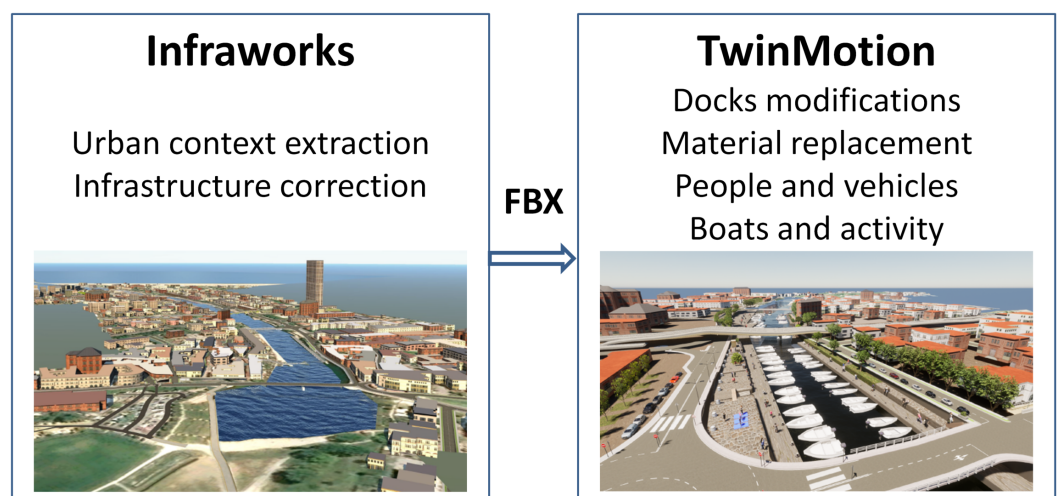 Infraworks
Urban context extraction
Infrastructure correction
FBX
TwinMotion
Docks modifications
Material replacement
People and vehicles
Boats and activity